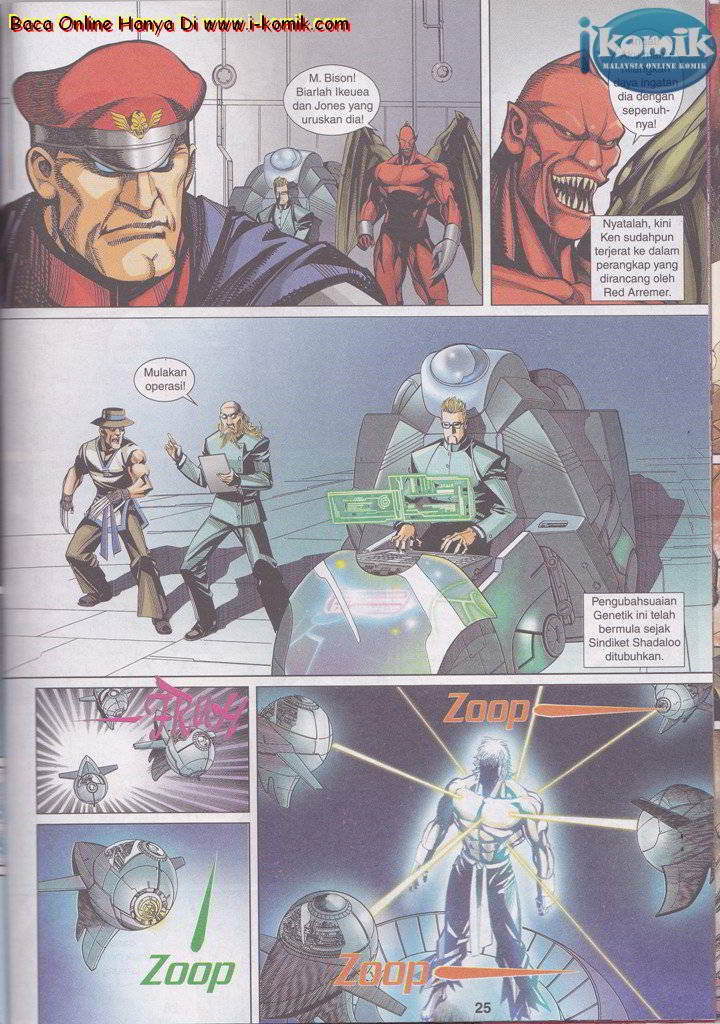 Baca Online Hanya Di www.i-komik.com
ikomik
MALAYSIA ONLINE KOMIK
M. Bison!
Biarlah Ikeuea
dan Jones yang
uruskan dia!
daya ingatan
dia dengan
sepenuh-
nya!
Nyatalah, kini
Ken sudahpun
terjerat ke dalam
perangkap yang
dirancang oleh
Red Arremer.
Mulakan
operasi!
Pengubahsuaian
Genetik ini telah
bermula sejak
Sindiket Shadaloo
ditubuhkan.
Zoop
Zoop
Zoop
25